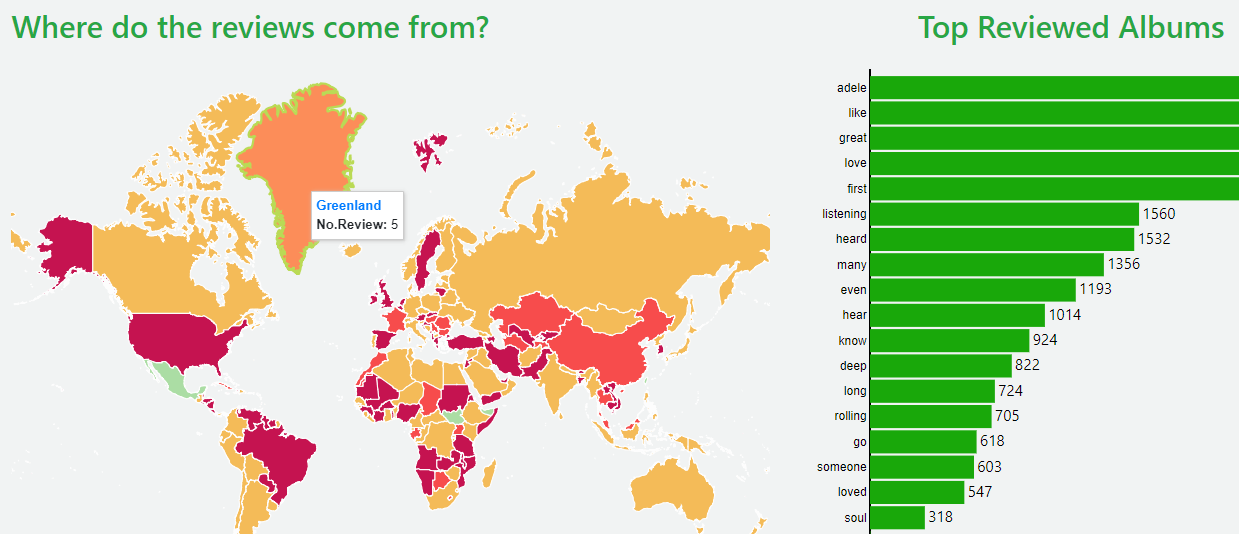 Where do the reviews come from?
Greenland
No.Review: 5
Top Reviewed Albums
adele
like
great
love
first
listening 1560
heard 1532
many 1356
even 1193
hear 1014
know 924
deep 822
long 724
rolling 705
go 618
someone 603
loved 547
soul 318